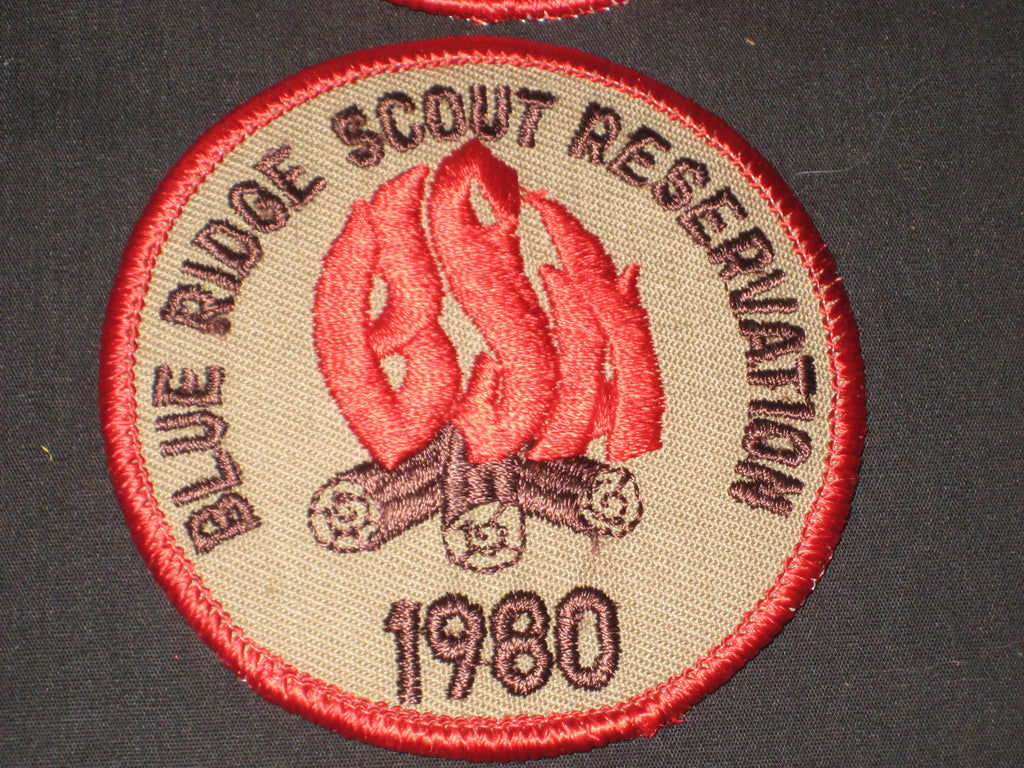 BLUE RIDGE SCOUT RESERVATION
BSA
1980